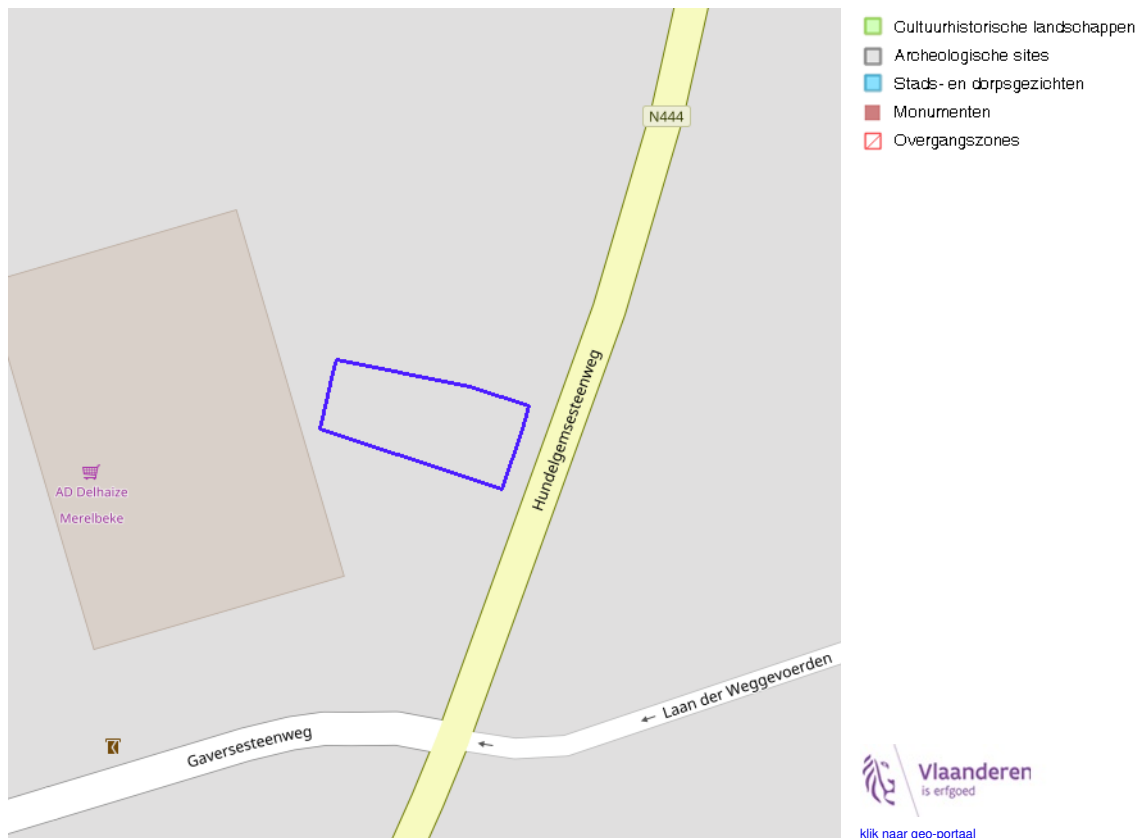 Cultuurhistorische landschappen
Archeologische sites
Stads- en dorpsgezichten
Monumenten
Overgangszones
N444
Hundelgemsesteenweg
AD Delhaize
Merelbeke
Laan der Weggevoerden
Gaversesteenweg
Vlaanderen
is erfgoed
klik naar geo-portaal